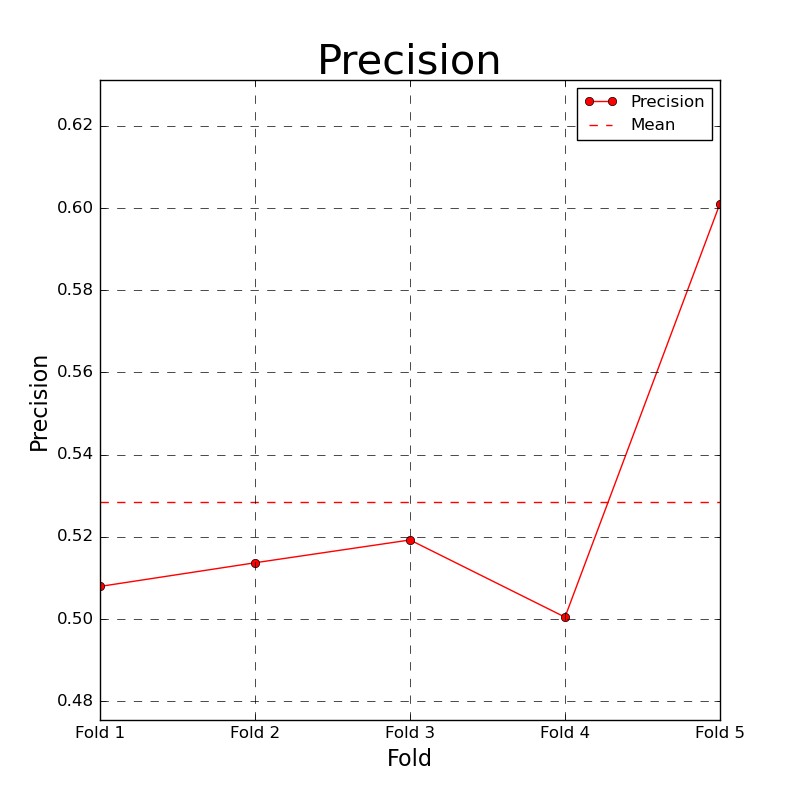 Precision
Precision
Mean
0.62
0.60
0.58
0.56
0.54
0.52
0.50
0.48
Precision
Fold 1
Fold 2
Fold 3
Fold 4
Fold 5
Fold